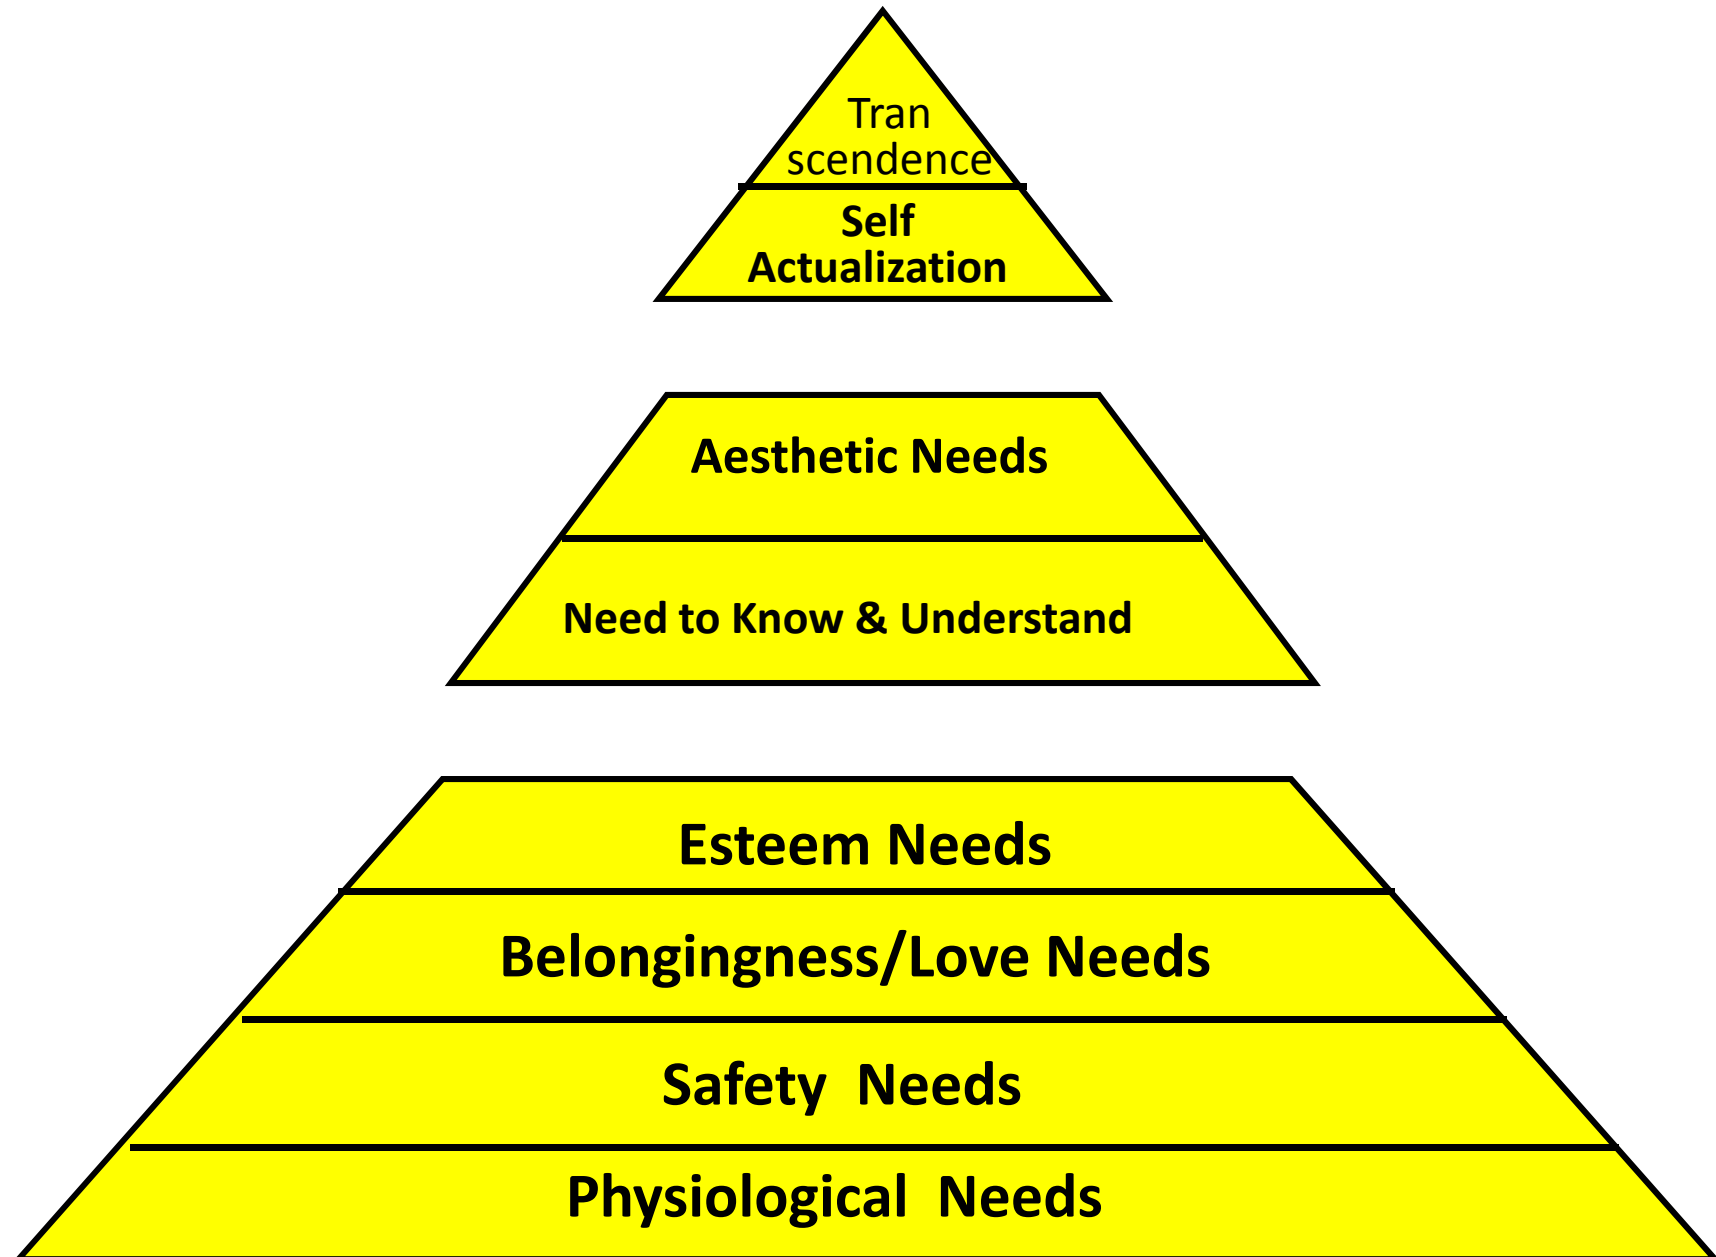 Tran
scendence
Self
Actualization
Aesthetic Needs
Need to Know & Understand
Esteem Needs
Belongingness/Love Needs
Safety  Needs
Physiological  Needs